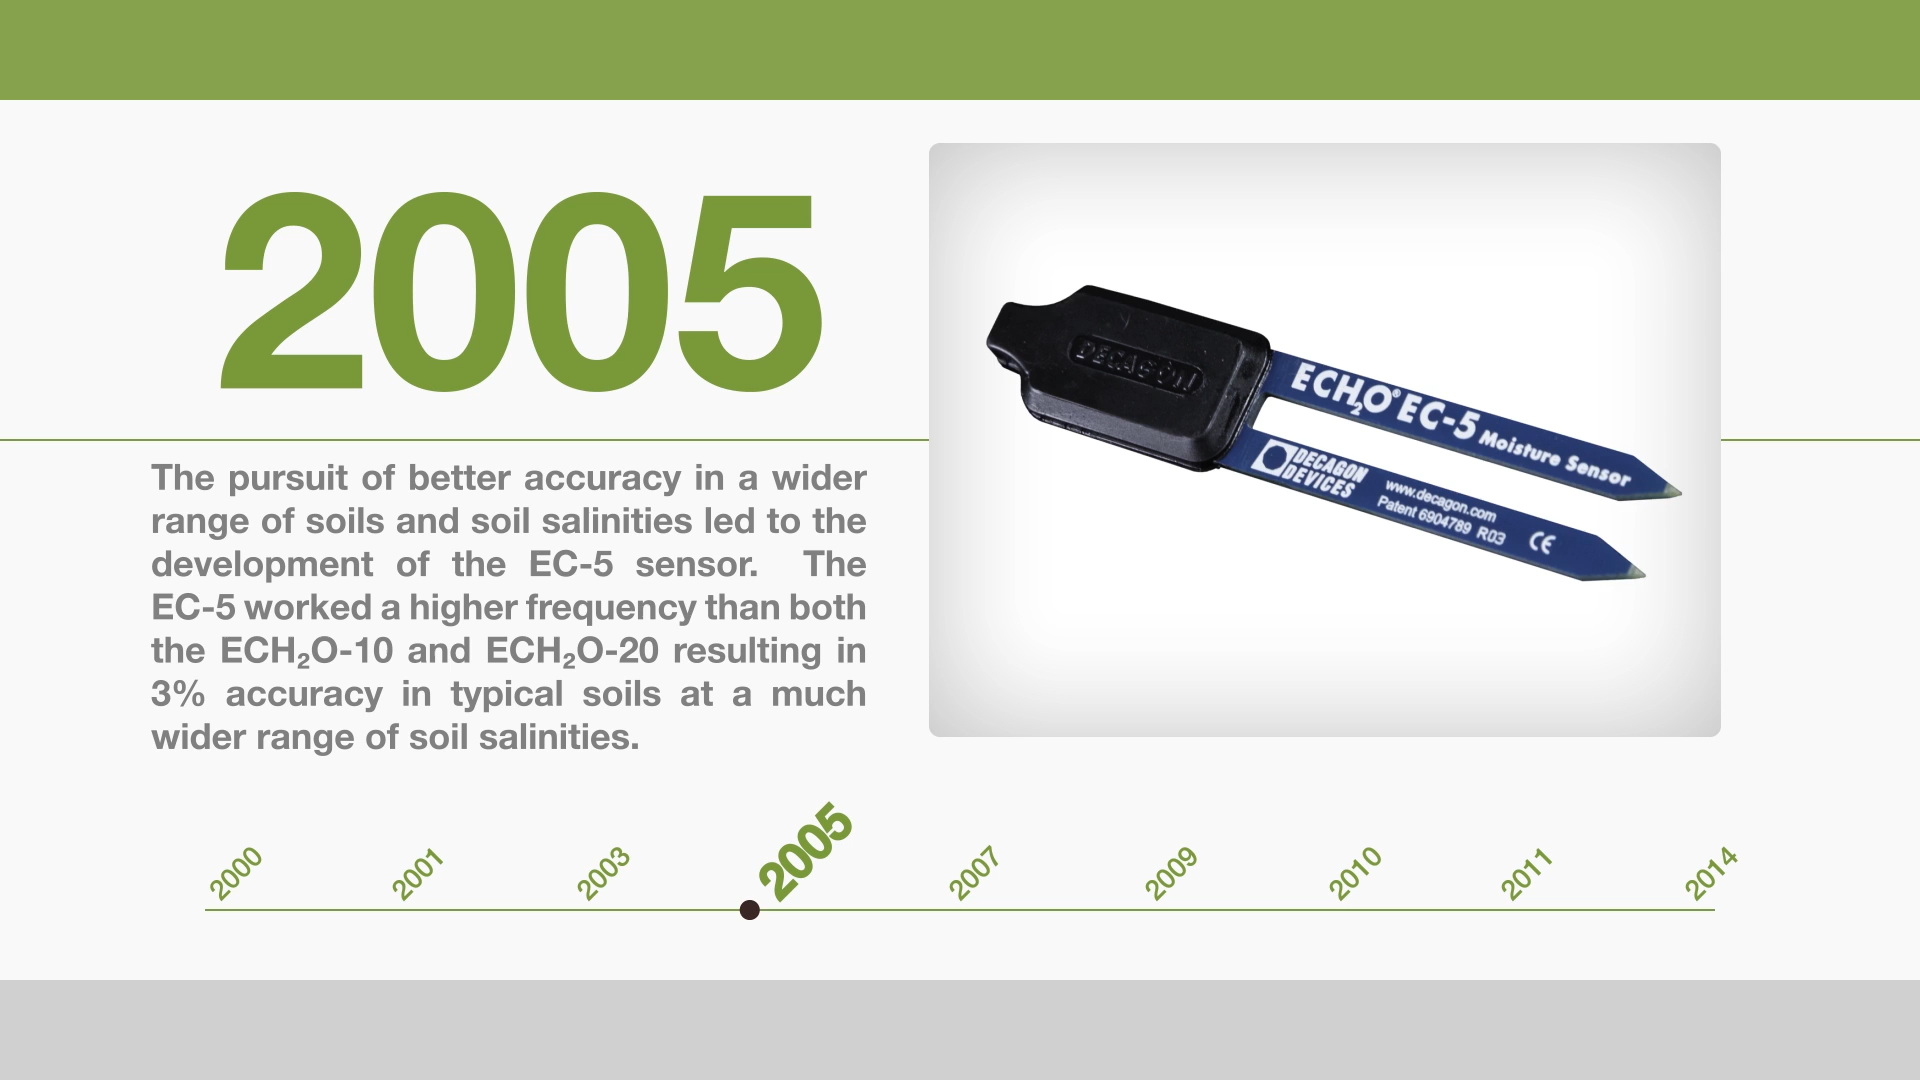 2005
The pursuit of better accuracy in a wider
range of soils and soil salinities led to the
development of the EC-5 sensor.  The
EC-5 worked a higher frequency than both
the ECH₂O-10 and ECH₂O-20 resulting in
3% accuracy in typical soils at a much
wider range of soil salinities.
DECAGON
ECH₂O® EC-5 Moisture Sensor
DECAGON
DEVICES
www.decagon.com
Patent 6904789 R03
CE
2000 2001 2003 2005 2007 2009 2010 2011 2014